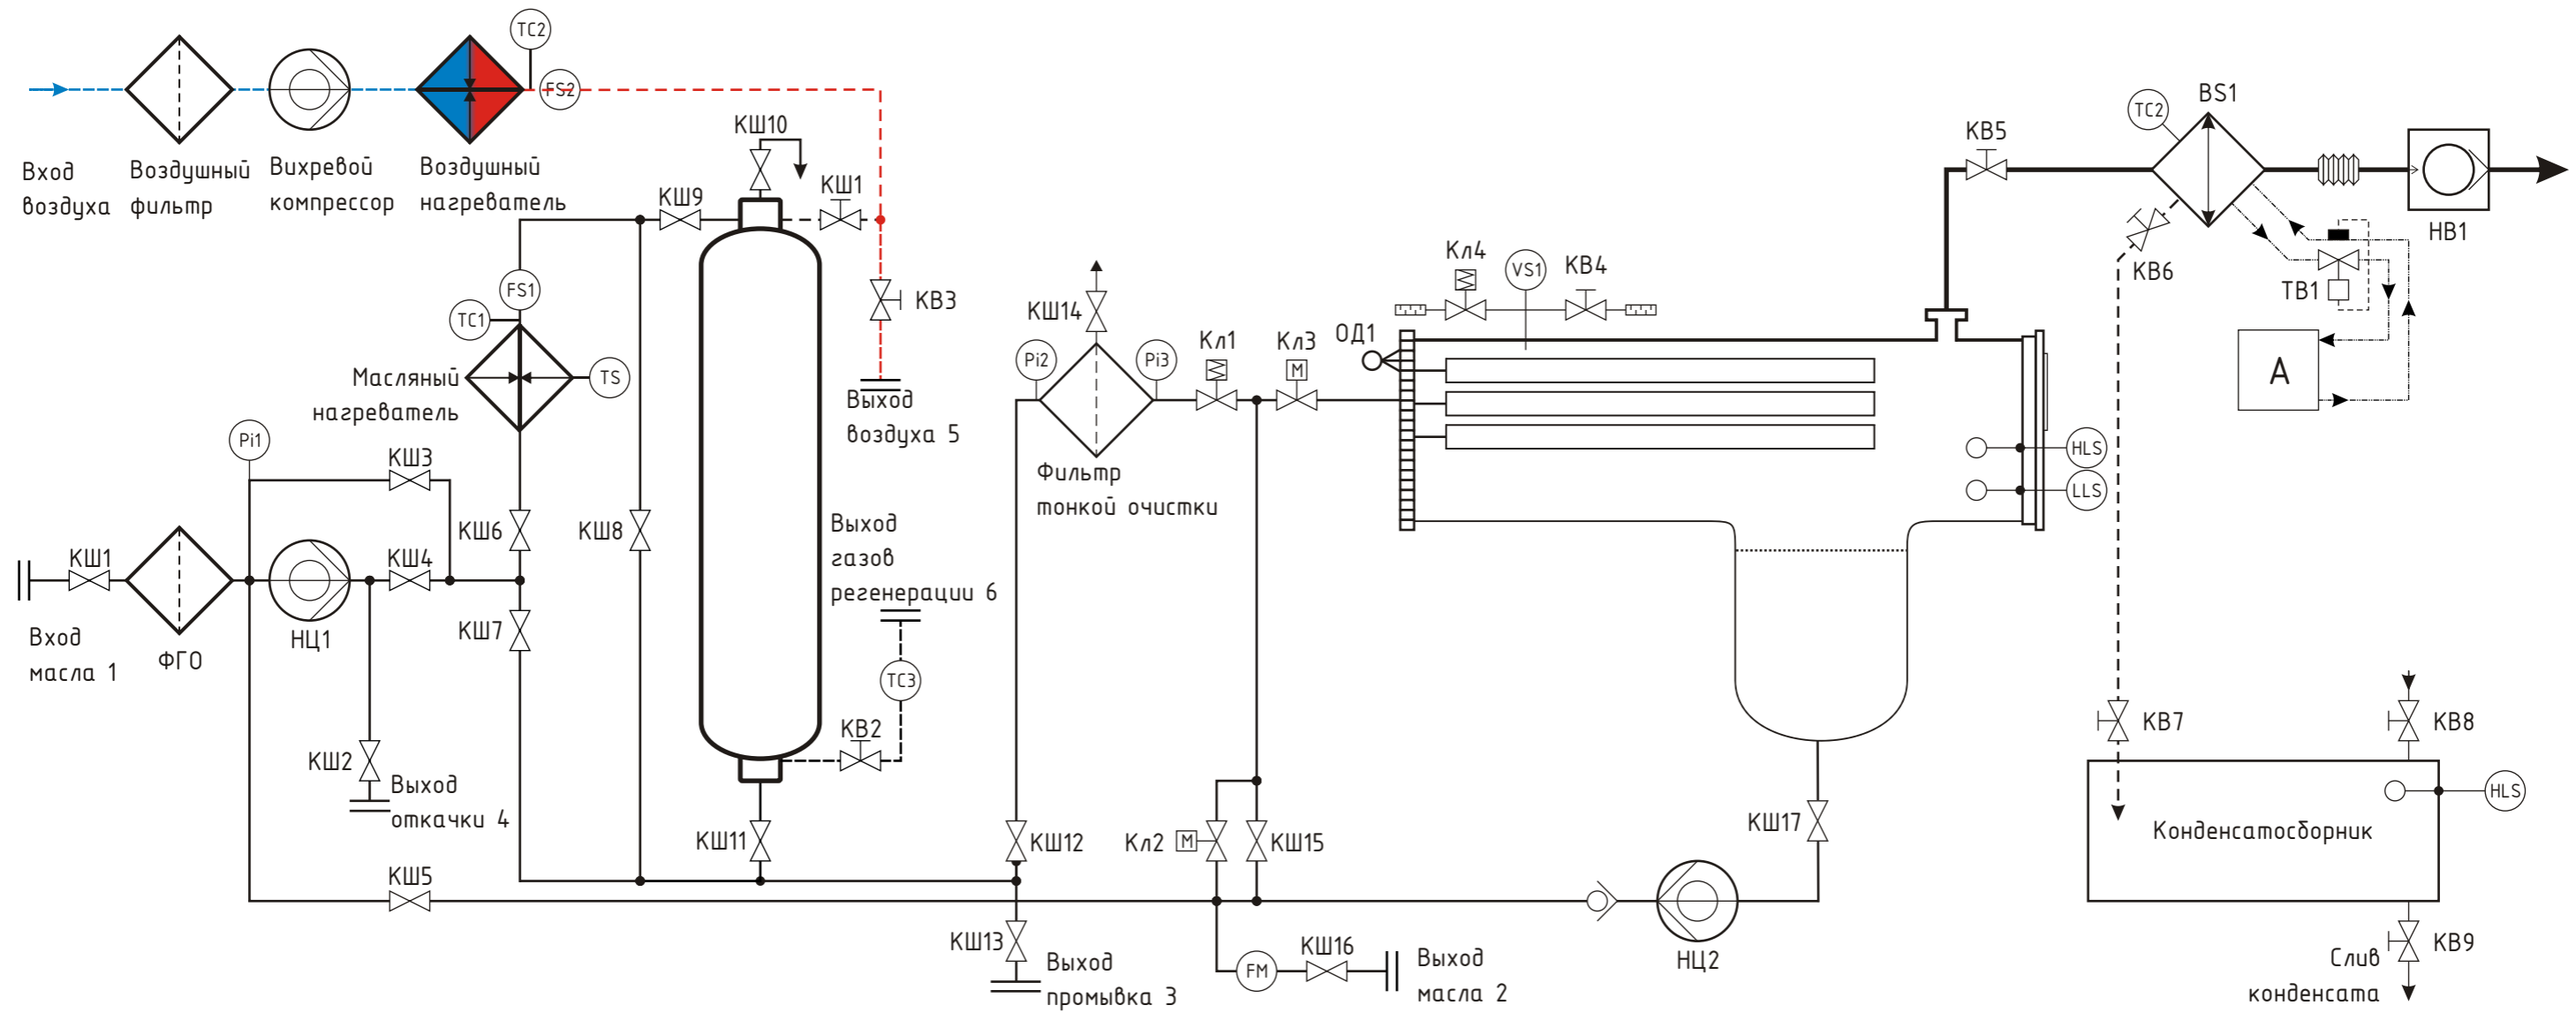 TC2
FS2
Вход
воздуха
Воздушный
фильтр
Вихревой
компрессор
Воздушный
нагреватель
КШ10
КШ9
КШ1
КВ3
Выход
воздуха 5
FS1
TC1
TS
Масляный
нагреватель
Pi1
КШ3
КШ6
КШ8
КШ1
КШ4
КШ7
Вход
масла 1
ФГО
НЦ1
КШ2
Выход
откачки 4
КШ5
Выход
газов
регенерации 6
TC3
КВ2
КШ11
КШ14
Pi2
Pi3
Фильтр
тонкой очистки
Кл1
Кл3
M
ОД1
Кл4
VS1
КВ4
HLS
LLS
КШ12
Кл2
M
КШ15
КШ13
Выход
промывка 3
FM
КШ16
Выход
масла 2
НЦ2
КШ17
КВ5
TC2
BS1
НВ1
КВ6
ТВ1
А
КВ7
КВ8
HLS
Конденсатосборник
КВ9
Слив
конденсата